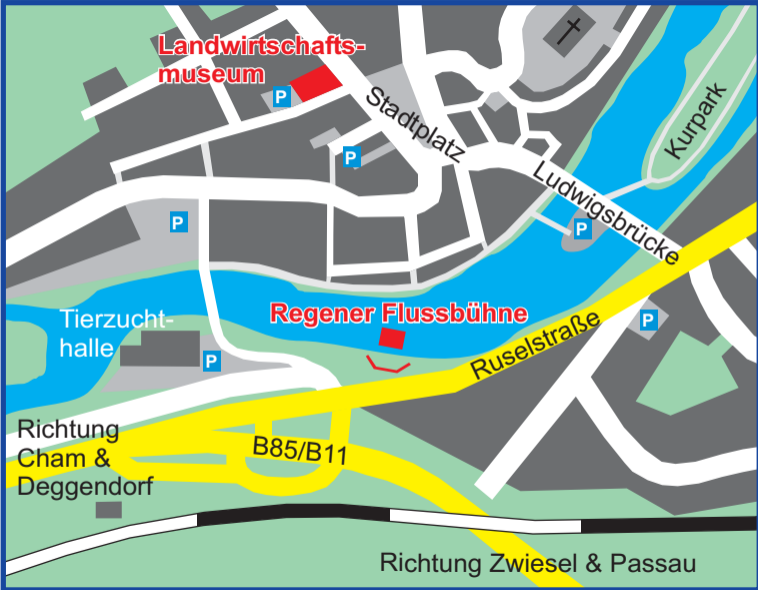 Landwirtschafts-
museum
P
Stadtplatz
P
Kurpark
Ludwigsbrücke
P
P
Tierzucht-
halle
P
Regener Flussbühne
P
Ruselstraße
Richtung
Cham &
Deggendorf
B85/B11
Richtung Zwiesel & Passau